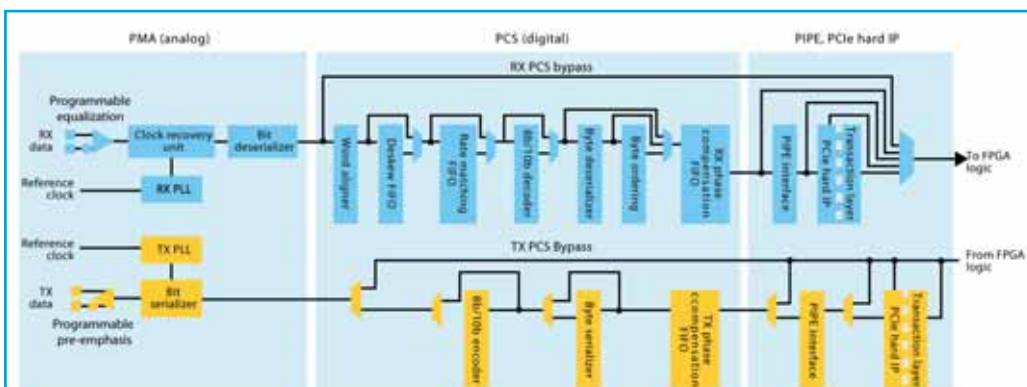 PMA (analog)
PCS (digital)
PIPE, PCIe hard IP
RX PCS bypass
Programmable
equalization
RX
data
Clock recovery
unit
Bit
deserializer
Word aligner
Deskew FIFO
Rate matching
FIFO
8b/10b decoder
Byte deserializer
Byte ordering
RX phase
compensation
FIFO
PIPE interface
Transaction layer
PCIe hard IP
To FPGA
logic
Reference
clock
RX PLL
Reference
clock
TX PLL
TX PCS Bypass
From FPGA
logic
TX
data
Bit
serializer
Programmable
pre-emphasis
8b/10b encoder
Byte serializer
TX phase
ccompensation
FIFO
PIPE interface
Transaction layer
PCIe hard IP